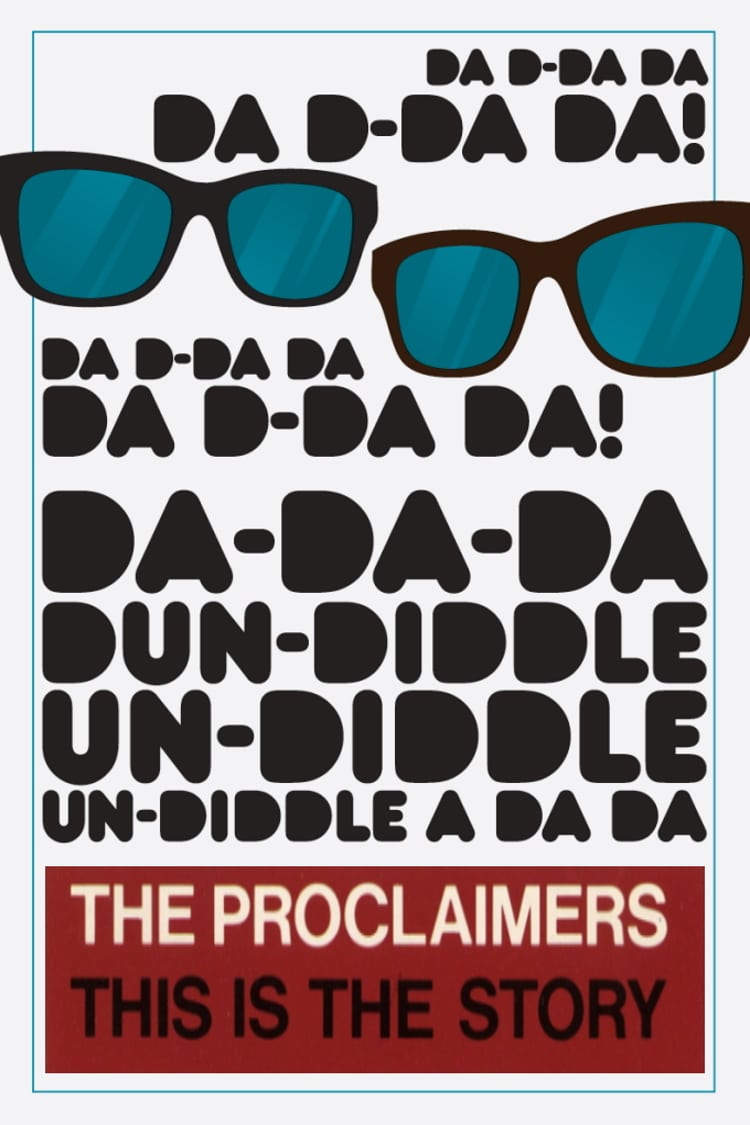 DA D-DA DA
DA D-DA DA!
DA D-DA DA
DA D-DA DA!
DA-DA-DA
DUN-DIDDLE
UN-DIDDLE
UN-DIDDLE A DA DA
THE PROCLAIMERS
THIS IS THE STORY